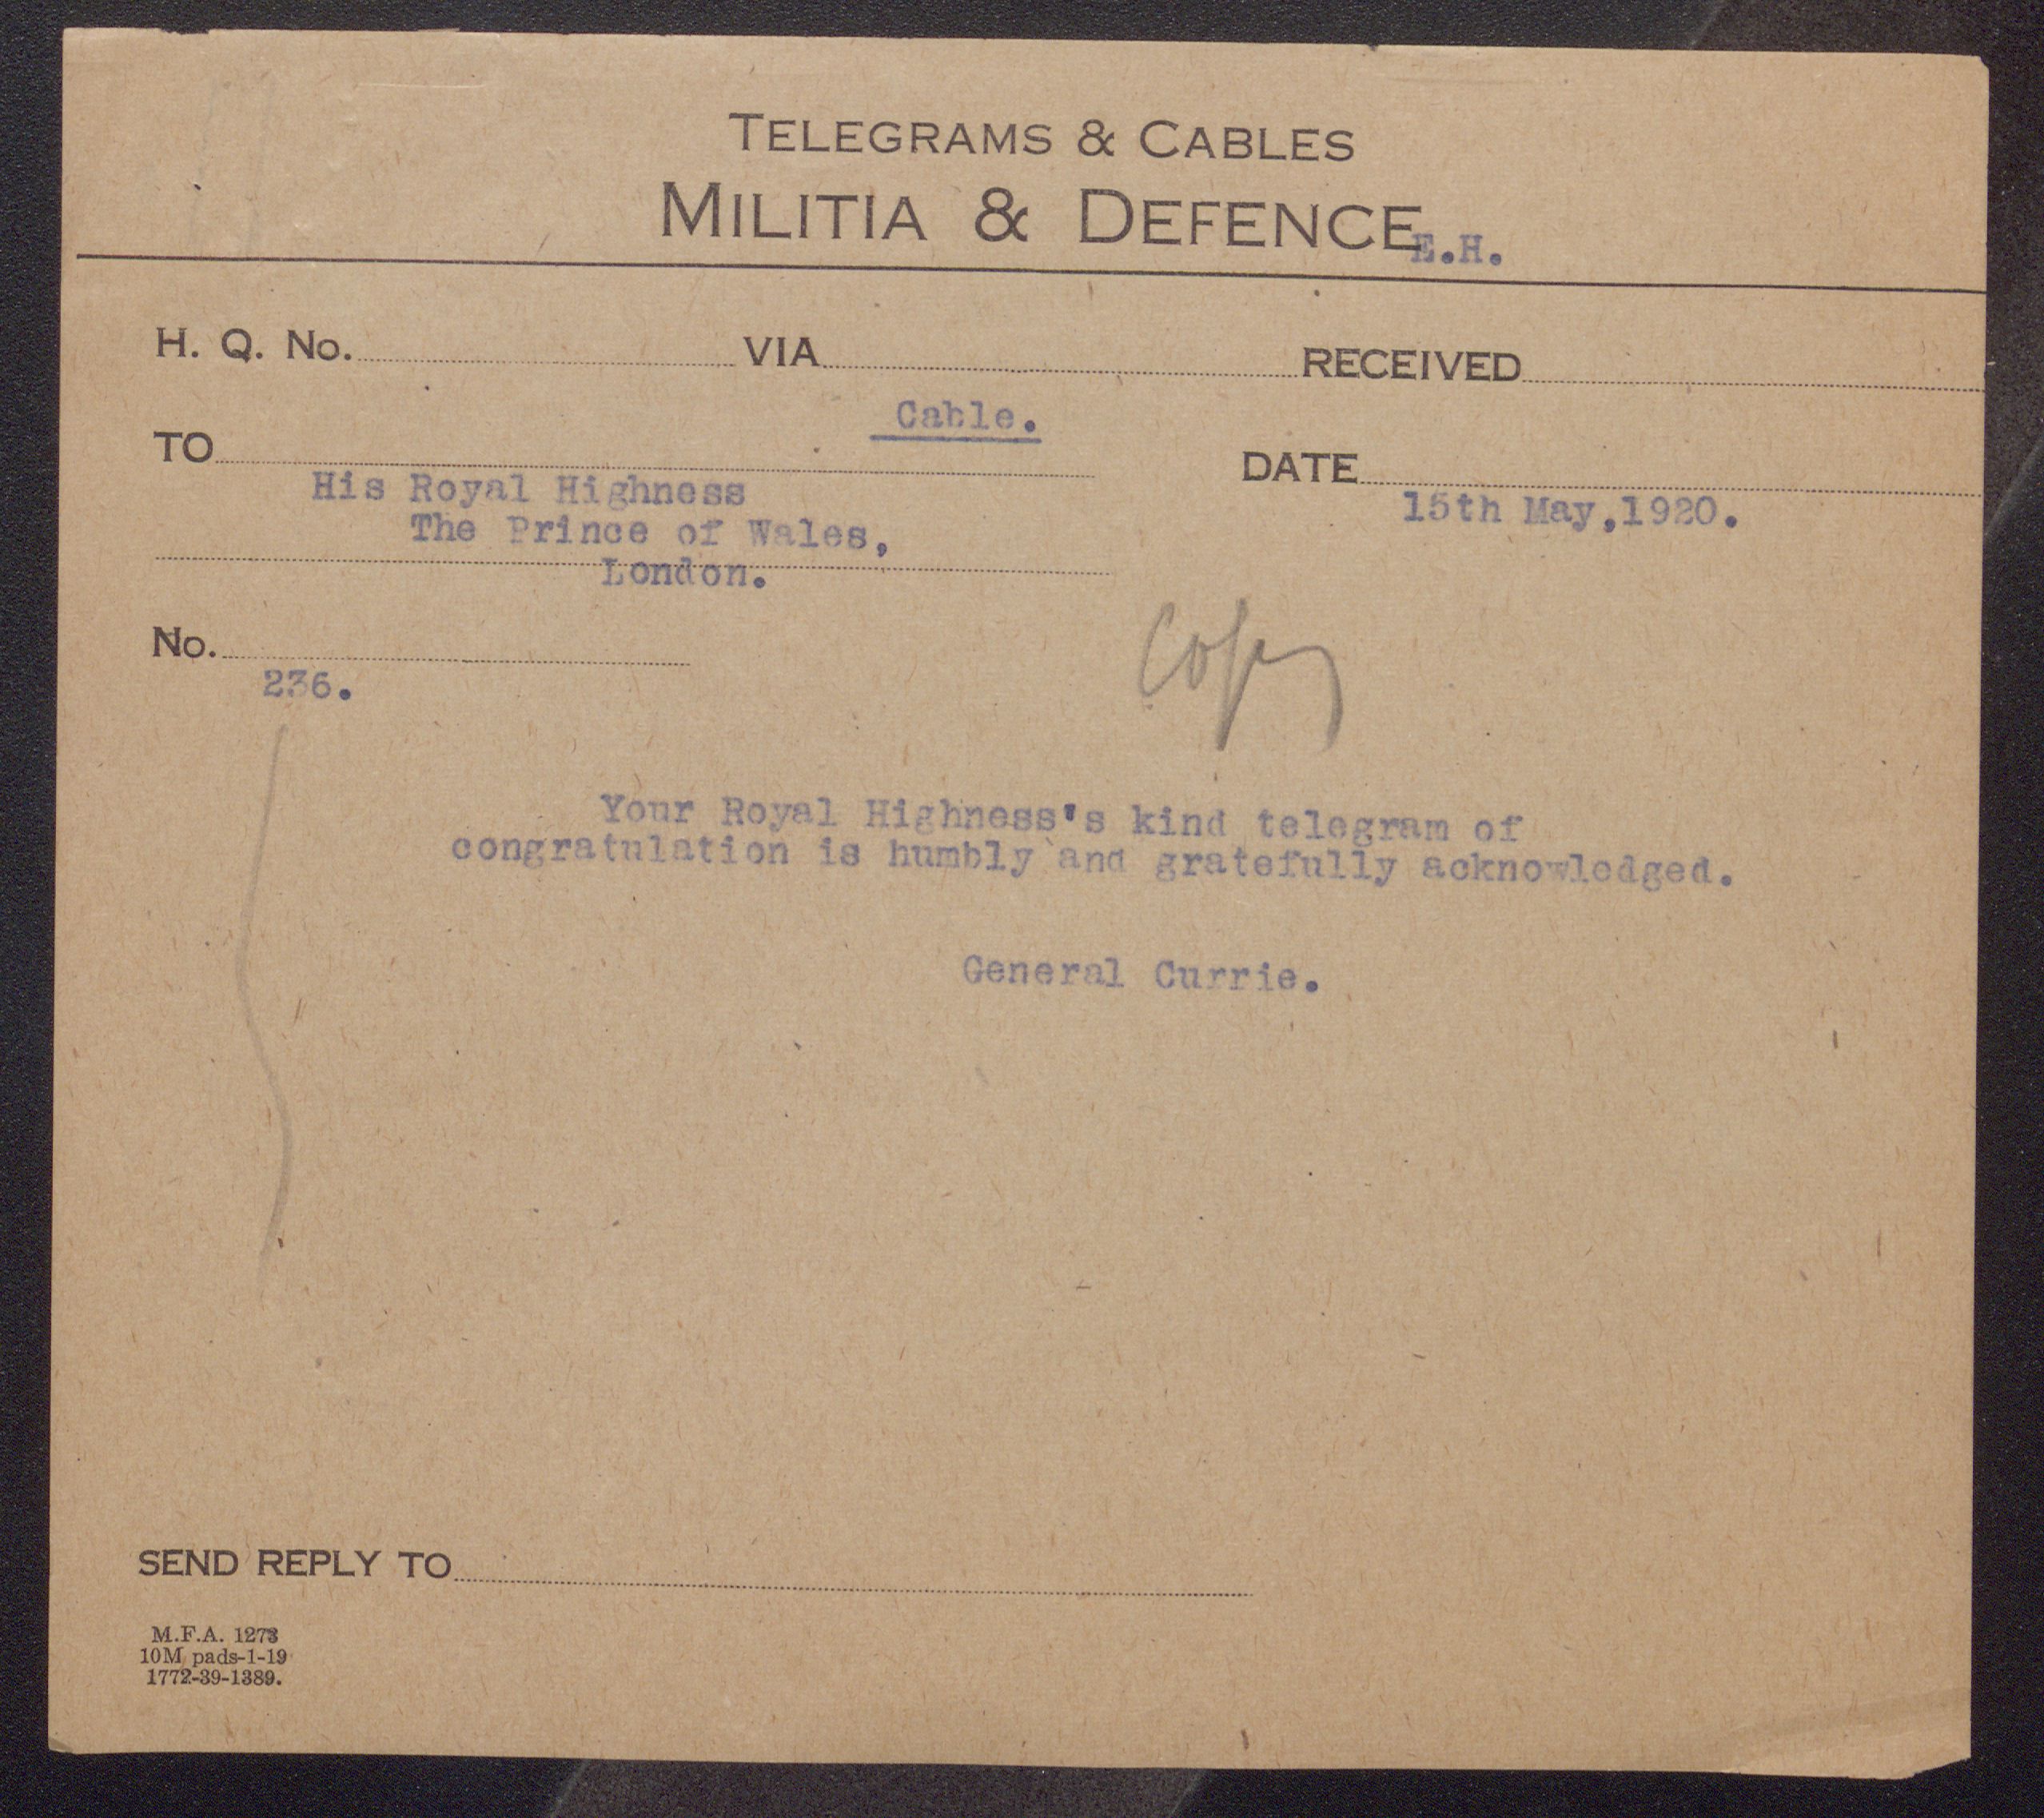 TELEGRAMS & CABLES
MILITIA & DEFENCE
E.H.
H. Q. No. VIA RECEIVED
Cable.
TO DATE
His Royal Highness
15th May,1920.
The Prince of Wales,
London.
No.
236.
Copy
Your Royal Highness's kind telegram of
congratulation is humbly and gratefully acknowledged.
General Currie.
SEND REPLY TO
M.F.A. 1273
10M pads-1-19
1772-39-1389.